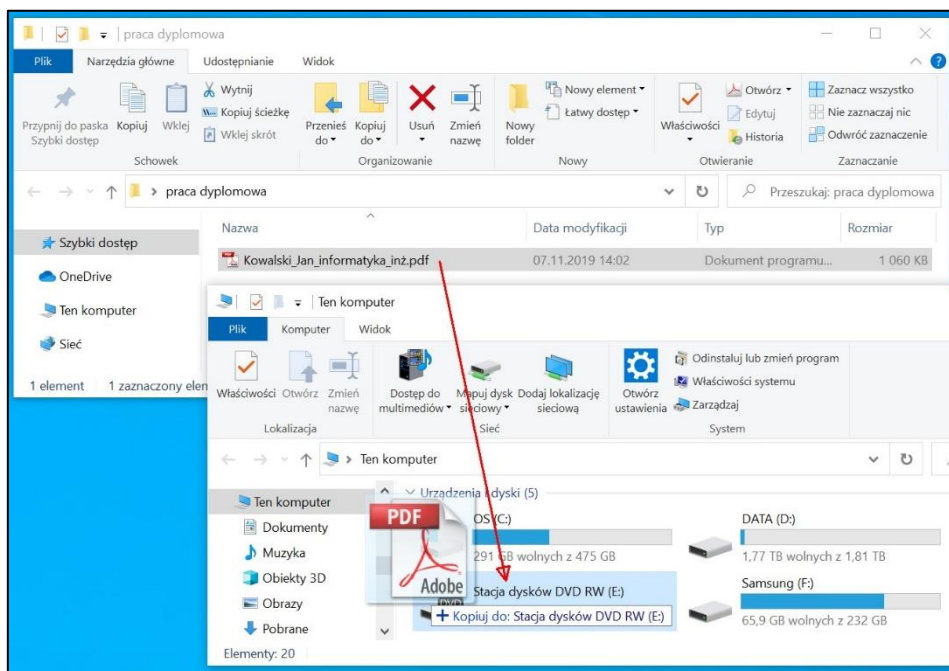 praca dyplomowa
Plik Narzędzia główne Udostępnianie Widok
Przypnij do paska Szybki dostęp
Kopiuj
Wklej
Wytnij
Kopiuj ścieżkę
Wklej skrót
Przenieś do
Kopiuj do
Usuń
Zmień nazwę
Nowy folder
Nowy element
Łatwy dostęp
Właściwości
Otwórz
Edytuj
Historia
Zaznacz wszystko
Nie zaznaczaj nic
Odwróć zaznaczenie
Schowek Organizowanie Nowy Otwieranie Zaznaczanie
praca dyplomowa
Przeszukaj: praca dyplomowa
Nazwa Data modyfikacji Typ Rozmiar
Kowalski_Jan_informatyka_inż.pdf 07.11.2019 14:02 Dokument programu... 1 060 KB
Szybki dostęp
OneDrive
Ten komputer
Sieć
1 element 1 zaznaczony
Ten komputer
Plik Komputer Widok
Właściwości
Otwórz
Zmień nazwę
Dostęp do multimediów
Mapuj dysk sieciowy
Dodaj lokalizację sieciową
Otwórz ustawienia
Odinstaluj lub zmień program
Właściwości systemu
Zarządzaj
Lokalizacja Sieć System
Ten komputer
Ten komputer
Dokumenty
Muzyka
Obiekty 3D
Obrazy
Pobrane
Urządzenia i dyski (5)
OS (C:)
291 GB wolnych z 475 GB
DATA (D:)
1,77 TB wolnych z 1,81 TB
Stacja dysków DVD RW (E:)
Samsung (F:)
65,9 GB wolnych z 232 GB
PDF
Adobe
DVD
+ Kopiuj do: Stacja dysków DVD RW (E:)
Elementy: 20